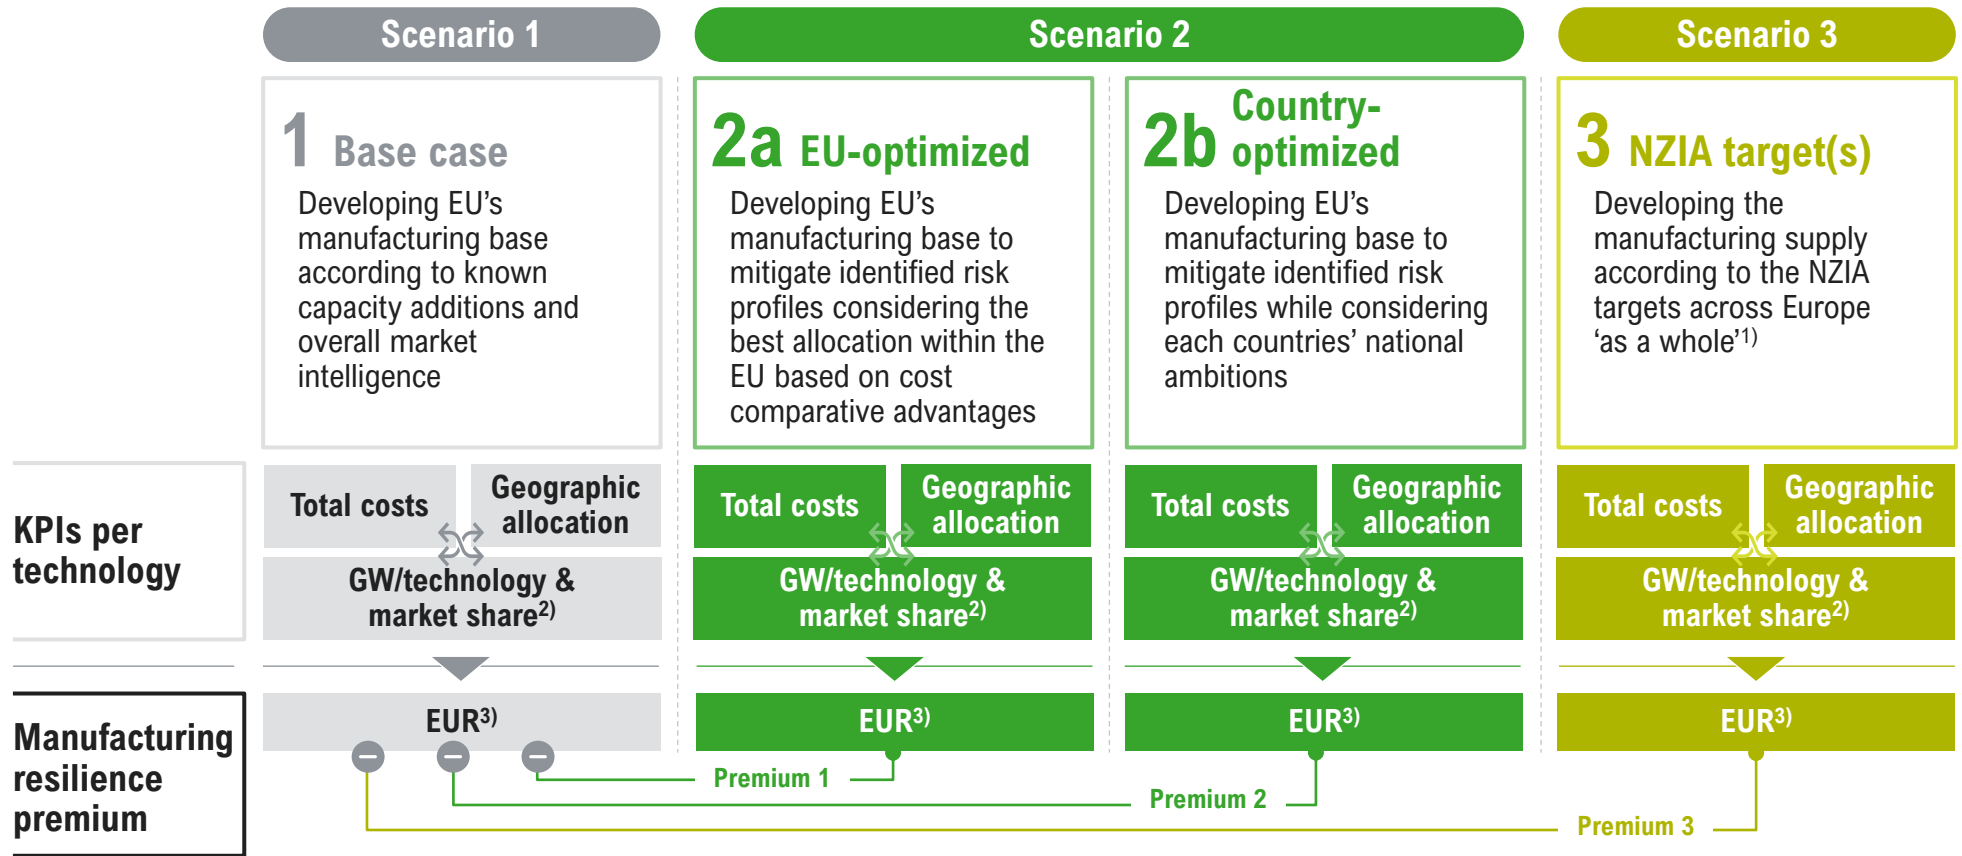 Scenario 1
Scenario 2
Scenario 3
1 Base case
Developing EU’s
manufacturing base
according to known
capacity additions and
overall market
intelligence
2a EU-optimized
Developing EU’s
manufacturing base to
mitigate identified risk
profiles considering the
best allocation within the
EU based on cost
comparative advantages
2b Country-
optimized
Developing EU’s
manufacturing base to
mitigate identified risk
profiles while considering
each countries’ national
ambitions
3 NZIA target(s)
Developing the
manufacturing supply
according to the NZIA
targets across Europe
‘as a whole’1)
KPIs per
technology
Total costs
Geographic
allocation
GW/technology &
market share2)
Total costs
Geographic
allocation
GW/technology &
market share2)
Total costs
Geographic
allocation
GW/technology &
market share2)
Total costs
Geographic
allocation
GW/technology &
market share2)
Manufacturing
resilience
premium
EUR3)
EUR3)
EUR3)
EUR3)
Premium 1
Premium 2
Premium 3